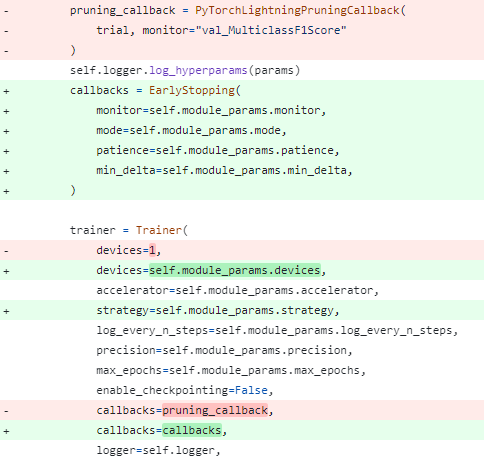 -        pruning_callback = PyTorchLightningPruningCallback(
-            trial, monitor="val_MulticlassF1Score"
-        )
         self.logger.log_hyperparams(params)
+        callbacks = EarlyStopping(
+            monitor=self.module_params.monitor,
+            mode=self.module_params.mode,
+            patience=self.module_params.patience,
+            min_delta=self.module_params.min_delta,
+        )
         trainer = Trainer(
-            devices=1,
+            devices=self.module_params.devices,
             accelerator=self.module_params.accelerator,
+            strategy=self.module_params.strategy,
             log_every_n_steps=self.module_params.log_every_n_steps,
             precision=self.module_params.precision,
             max_epochs=self.module_params.max_epochs,
             enable_checkpointing=False,
-            callbacks=pruning_callback,
+            callbacks=callbacks,
             logger=self.logger,